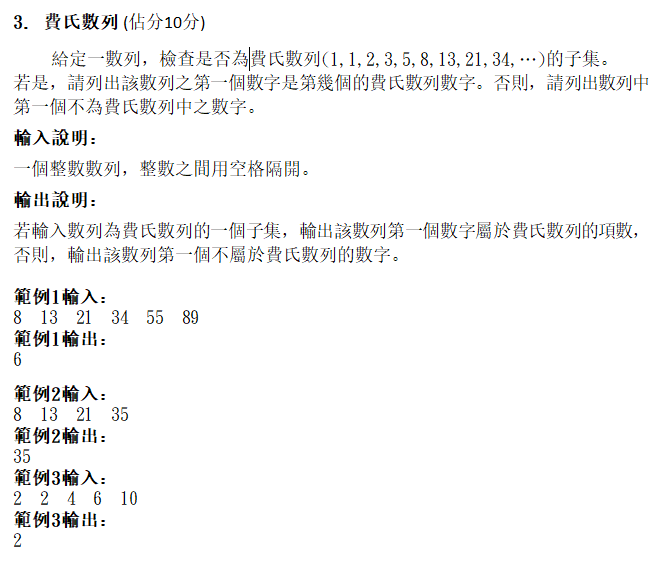 3. 費氏數列 (佔分10分)
給定一數列，檢查是否為費氏數列(1,1,2,3,5,8,13,21,34,⋯)的子集。
若是，請列出該數列之第一個數字是第幾個的費氏數列數字。否則，請列出數列中
第一個不為費氏數列中之數字。
輸入說明：
一個整數數列，整數之間用空格隔開。
輸出說明：
若輸入數列為費氏數列的一個子集，輸出該數列第一個數字屬於費氏數列的項數，
否則，輸出該數列第一個不屬於費氏數列的數字。
範例1輸入：
8 13 21 34 55 89
範例1輸出：
6
範例2輸入：
8 13 21 35
範例2輸出：
35
範例3輸入：
2 2 4 6 10
範例3輸出：
2